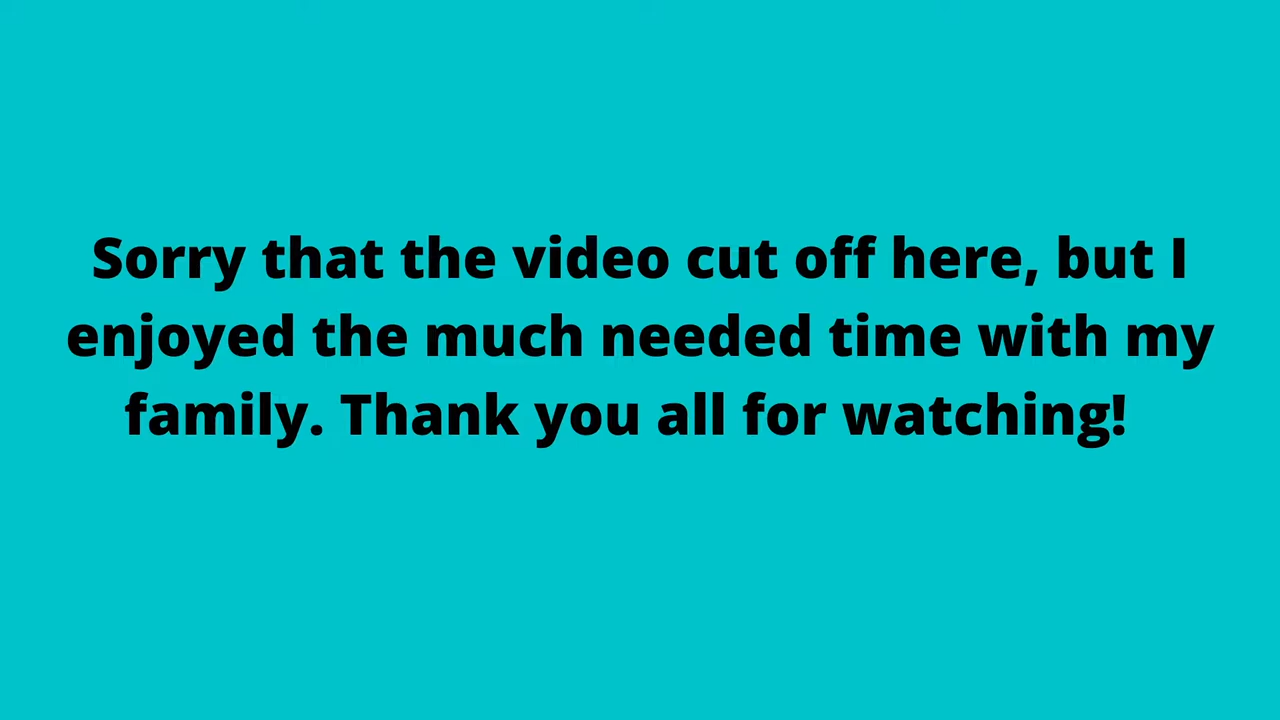 Sorry that the video cut off here, but I
enjoyed the much needed time with my
family. Thank you all for watching!